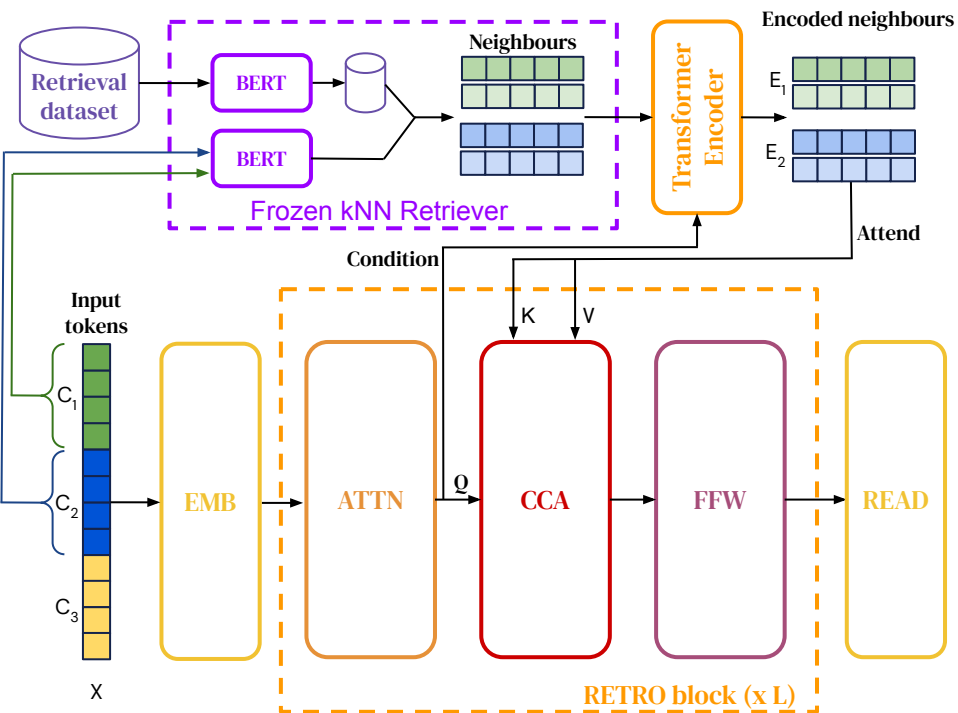 Retrieval
dataset
BERT
BERT
Neighbours
Frozen kNN Retriever
Transformer
Encoder
Encoded neighbours
E1
E2
Condition
Attend
Input
tokens
K
V
C1
C2
C3
X
EMB
ATTN
Q
CCA
FFW
READ
RETRO block (x L)